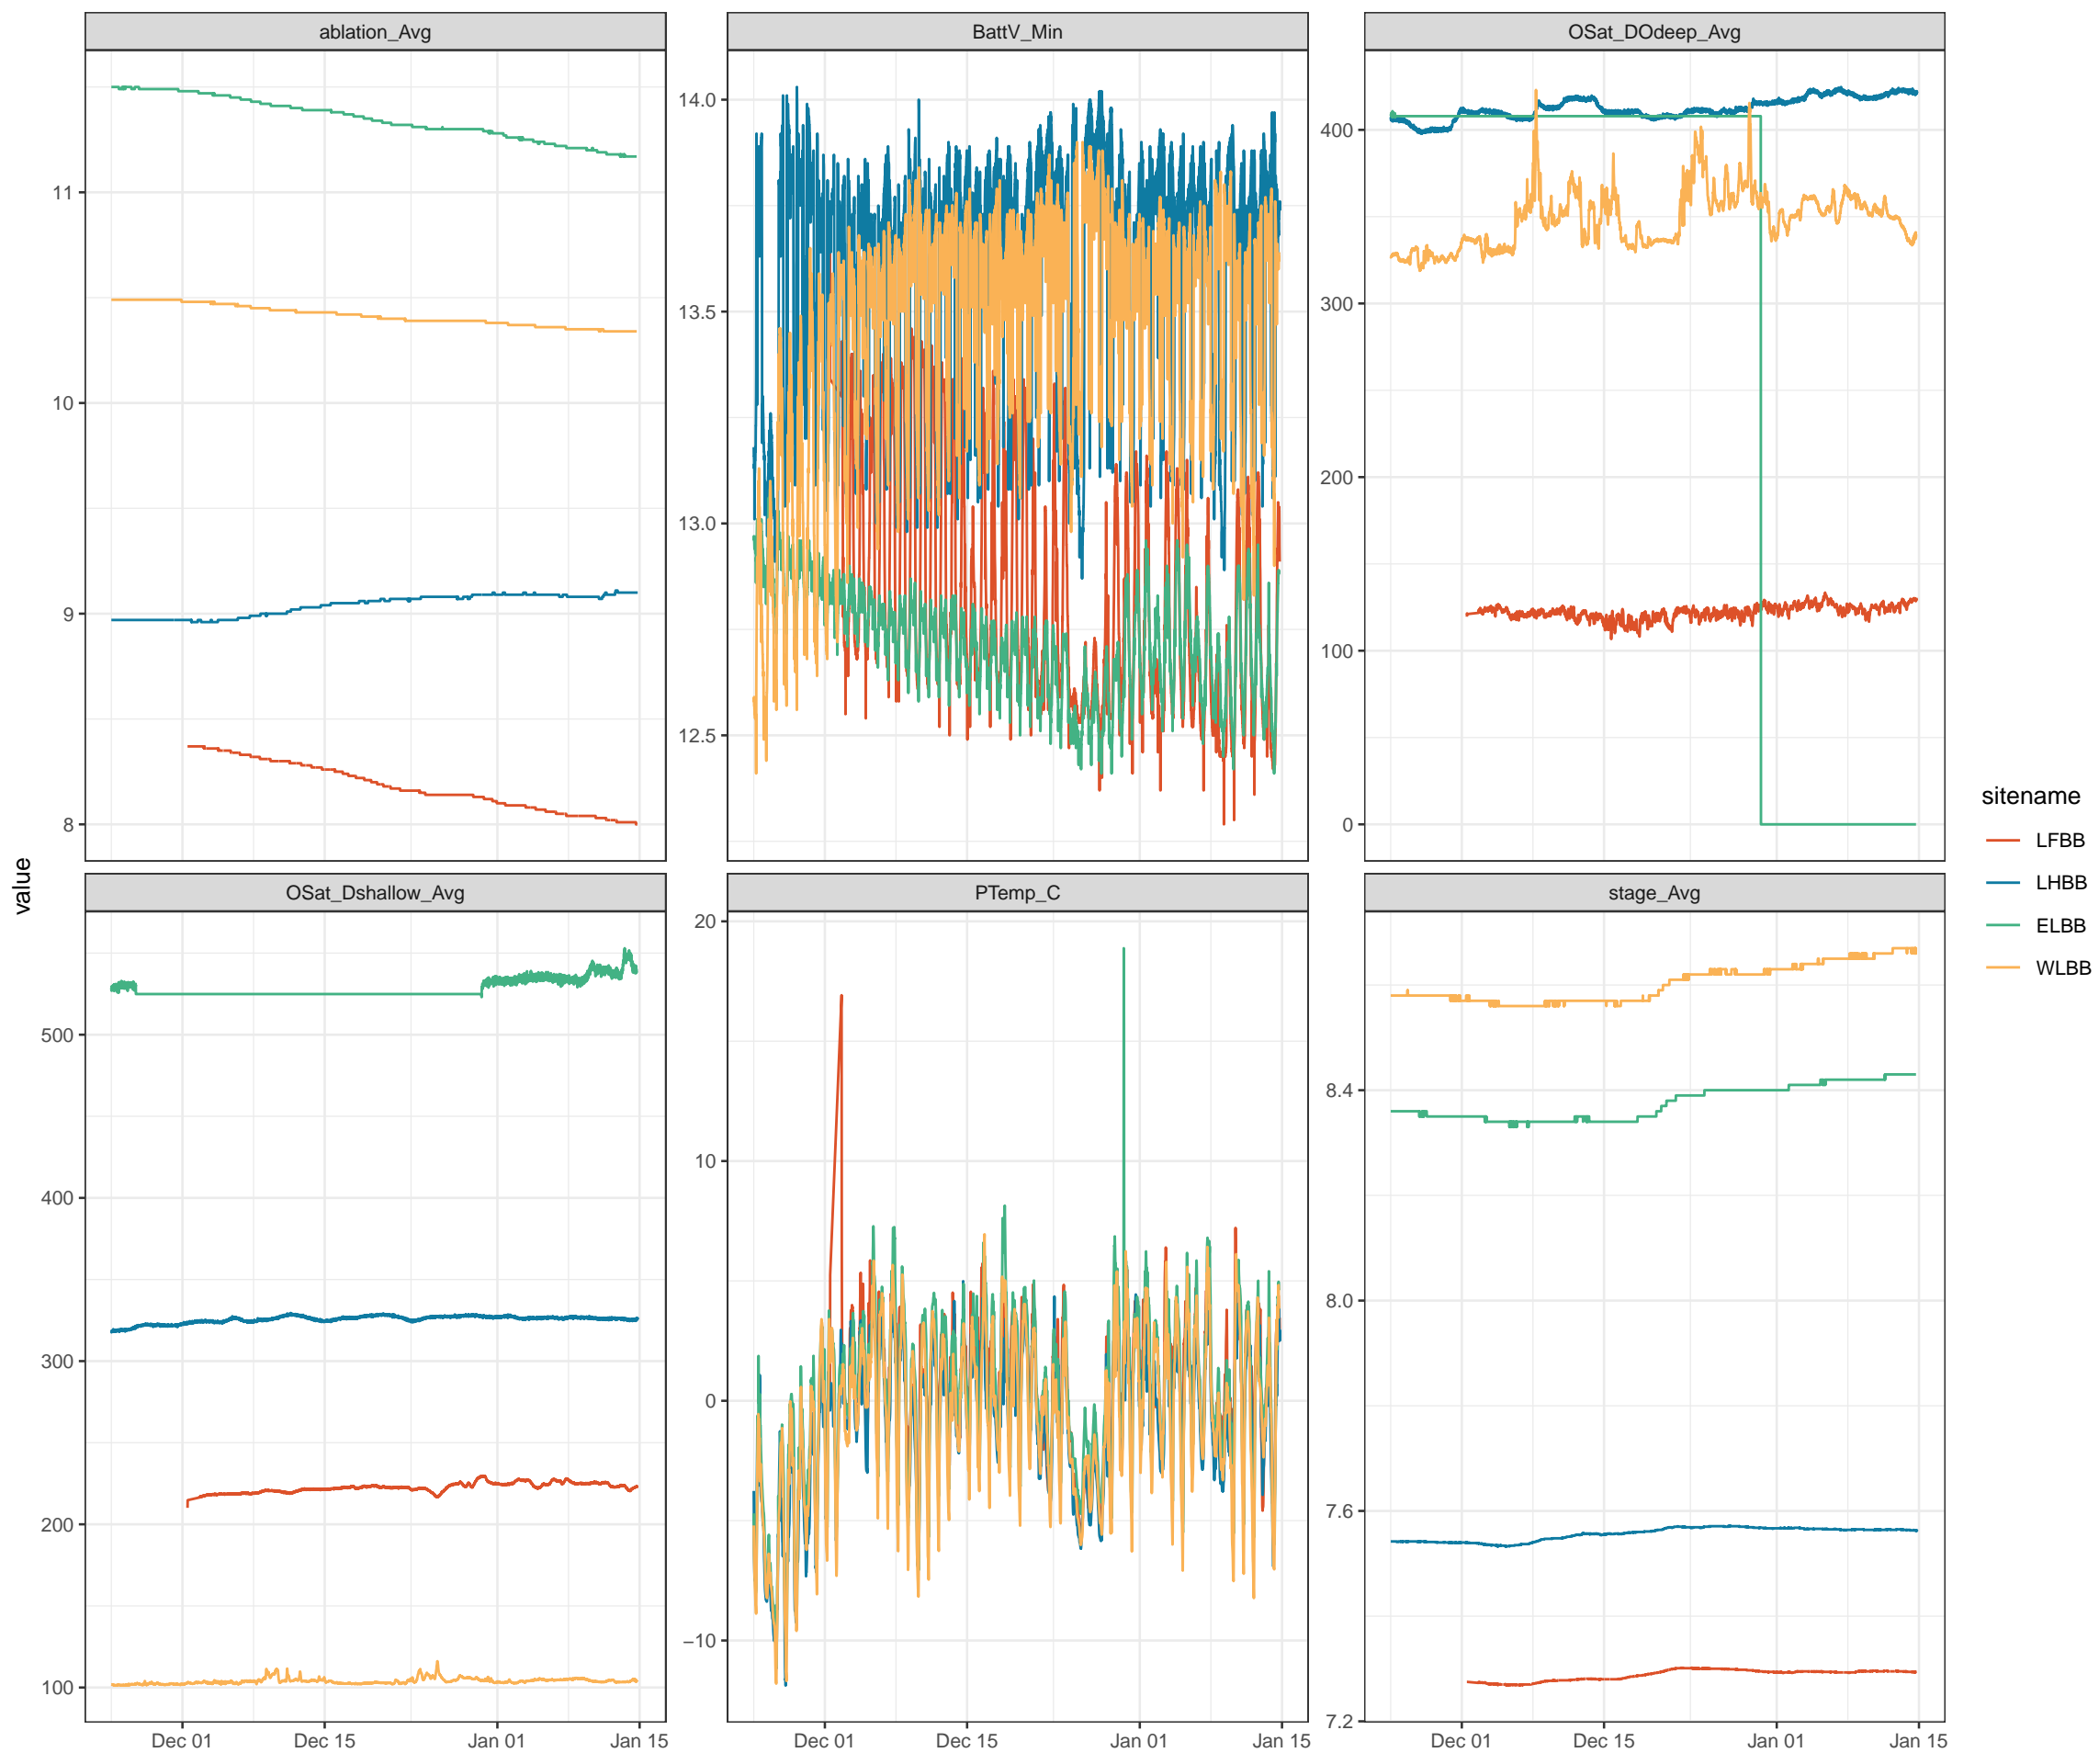 ablation_Avg
BattV_Min
OSat_DOdeep_Avg
11
10
9
8
14.0
13.5
13.0
12.5
400
300
200
100
0
value
OSat_Dshallow_Avg
PTemp_C
stage_Avg
500
400
300
200
100
20
10
0
−10
8.4
8.0
7.6
7.2
Dec 01 Dec 15 Jan 01 Jan 15
Dec 01 Dec 15 Jan 01 Jan 15
Dec 01 Dec 15 Jan 01 Jan 15
sitename
LFBB
LHBB
ELBB
WLBB